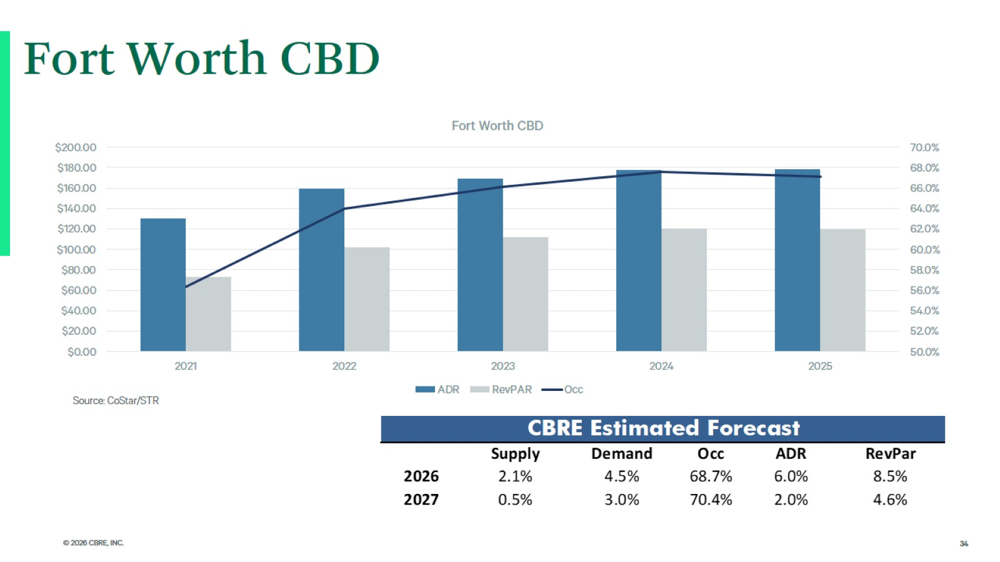 Fort Worth CBD
Fort Worth CBD
$200.00 70.0%
$180.00 68.0%
$160.00 66.0%
$140.00 64.0%
$120.00 62.0%
$100.00 60.0%
$80.00 58.0%
$60.00 56.0%
$40.00 54.0%
$20.00 52.0%
$0.00 50.0%
2021 2022 2023 2024 2025
ADR RevPAR Occ
Source: CoStar/STR
CBRE Estimated Forecast
Supply Demand Occ ADR RevPar
2026 2.1% 4.5% 68.7% 6.0% 8.5%
2027 0.5% 3.0% 70.4% 2.0% 4.6%
© 2026 CBRE, INC. 34